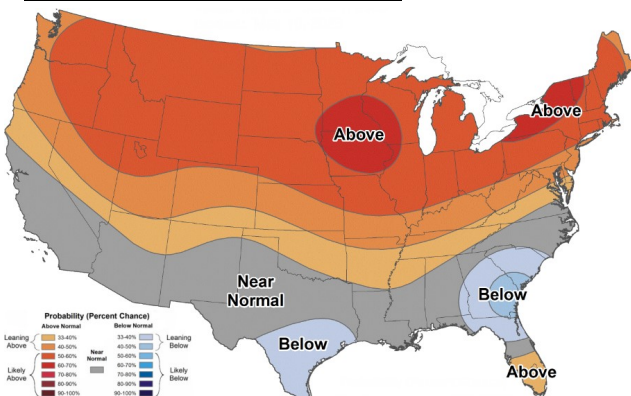 Above
Above
Near
Normal
Below
Below
Above
Probability (Percent Chance)
Above Normal
Below Normal
Leaning
Above
33-40%
40-50%
50-60%
60-70%
70-80%
80-90%
90-100%
Likely
Above
Near
Normal
33-40%
40-50%
50-60%
60-70%
70-80%
80-90%
90-100%
Leaning
Below
Likely
Below